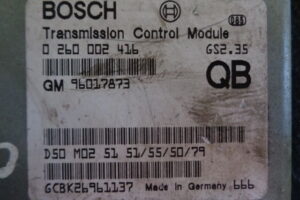 BOSCH
Transmission Control Module
0 260 002 416 GS2.35
QB
GM 96017873
D50 M02 51 51/55/50/79
GCBK26961137 Made in Germany 666